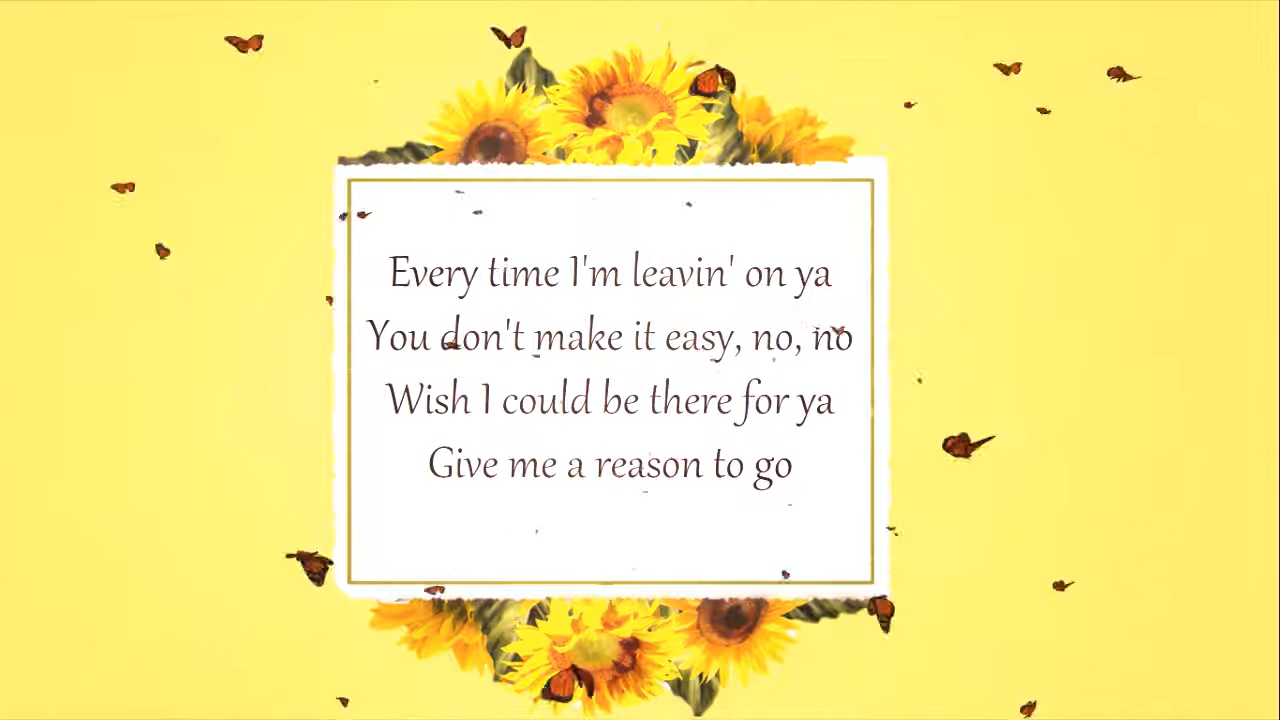 Every time I'm leavin' on ya
You don't make it easy, no, no
Wish I could be there for ya
Give me a reason to go